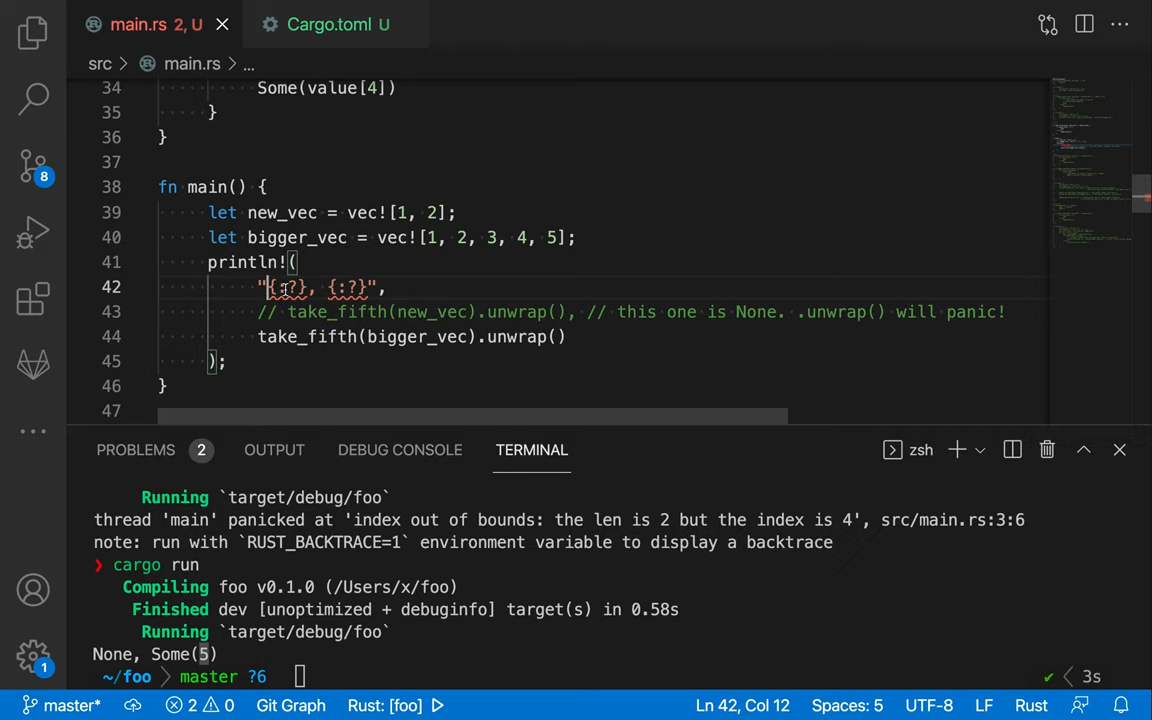 main.rs 2, U
Cargo.toml U
src > main.rs > ...
34 Some(value[4])
35 }
36 }
37
38 fn main() {
39 let new_vec = vec![1, 2];
40 let bigger_vec = vec![1, 2, 3, 4, 5];
41 println!(
42 "{:?}, {:?}",
43 // take_fifth(new_vec).unwrap(), // this one is None. .unwrap() will panic!
44 take_fifth(bigger_vec).unwrap()
45 );
46 }
47
8
PROBLEMS 2 OUTPUT DEBUG CONSOLE TERMINAL zsh
Running `target/debug/foo`
thread 'main' panicked at 'index out of bounds: the len is 2 but the index is 4', src/main.rs:3:6
note: run with `RUST_BACKTRACE=1` environment variable to display a backtrace
❯ cargo run
Compiling foo v0.1.0 (/Users/x/foo)
Finished dev [unoptimized + debuginfo] target(s) in 0.58s
Running `target/debug/foo`
None, Some(5)
~/foo master ?6 ✔ 3s
1
master* 2 0 Git Graph Rust: [foo] Ln 42, Col 12 Spaces: 5 UTF-8 LF Rust